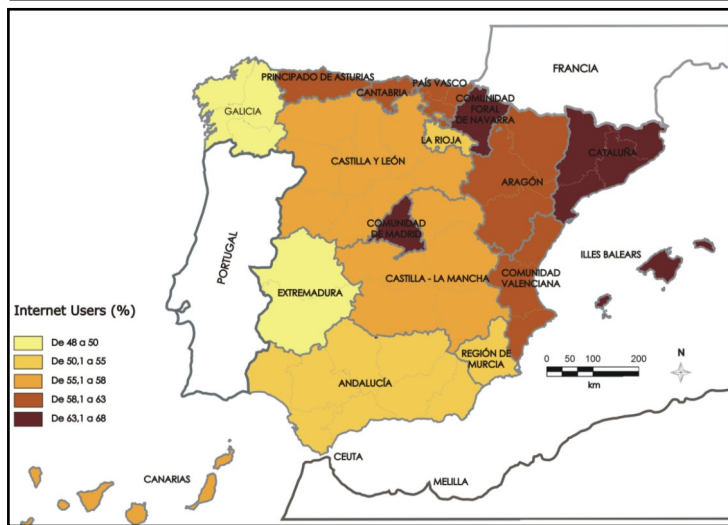 FRANCIA
PRINCIPADO DE ASTURIAS
CANTABRIA
PAÍS VASCO
COMUNIDAD
FORAL
DE NAVARRA
GALICIA
LA RIOJA
CATALUÑA
CASTILLA Y LEÓN
ARAGÓN
COMUNIDAD
DE MADRID
PORTUGAL
ILLES BALEARS
CASTILLA - LA MANCHA
COMUNIDAD
VALENCIANA
EXTREMADURA
Internet Users (%)
De 48 a 50
De 50,1 a 55
De 55,1 a 58
De 58,1 a 63
De 63,1 a 68
REGIÓN DE
MURCIA
ANDALUCÍA
0 50 100 200
km
N
CEUTA
MELILLA
CANARIAS